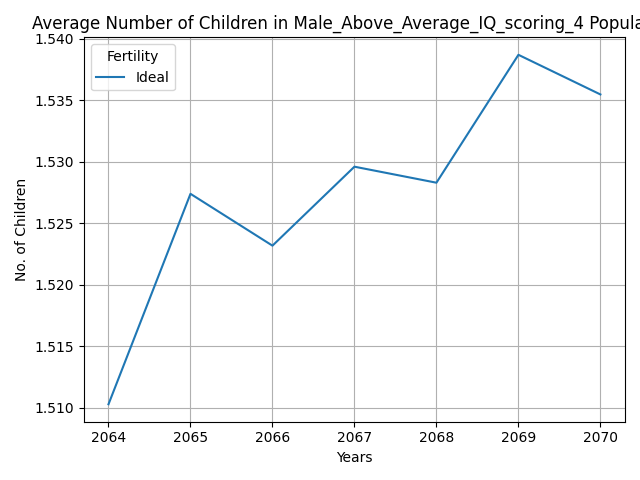 Average Number of Children in Male_Above_Average_IQ_scoring_4 Popula
Fertility
Ideal
No. of Children
1.540
1.535
1.530
1.525
1.520
1.515
1.510
2064 2065 2066 2067 2068 2069 2070
Years